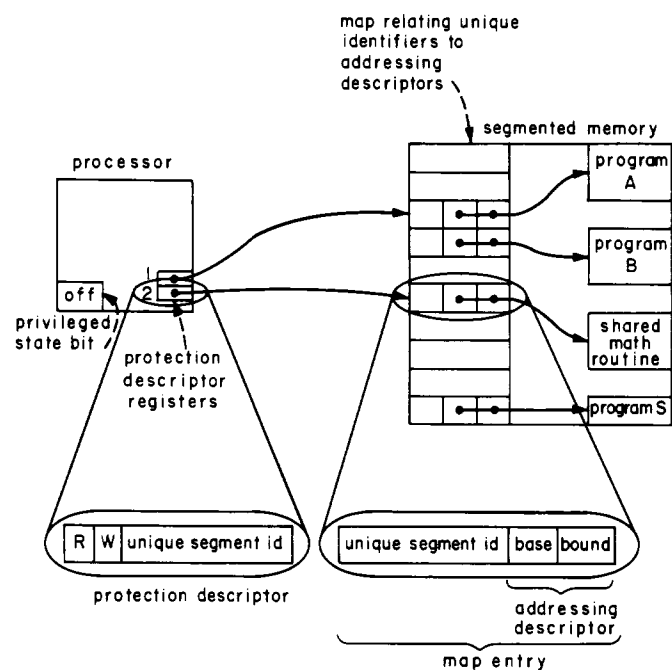 map relating unique
identifiers to
addressing
descriptors
segmented memory
processor
program
A
program
B
1
2
off
privileged
state bit
protection
descriptor
registers
shared
math
routine
program S
R W unique segment id
protection descriptor
unique segment id base bound
addressing
descriptor
map entry